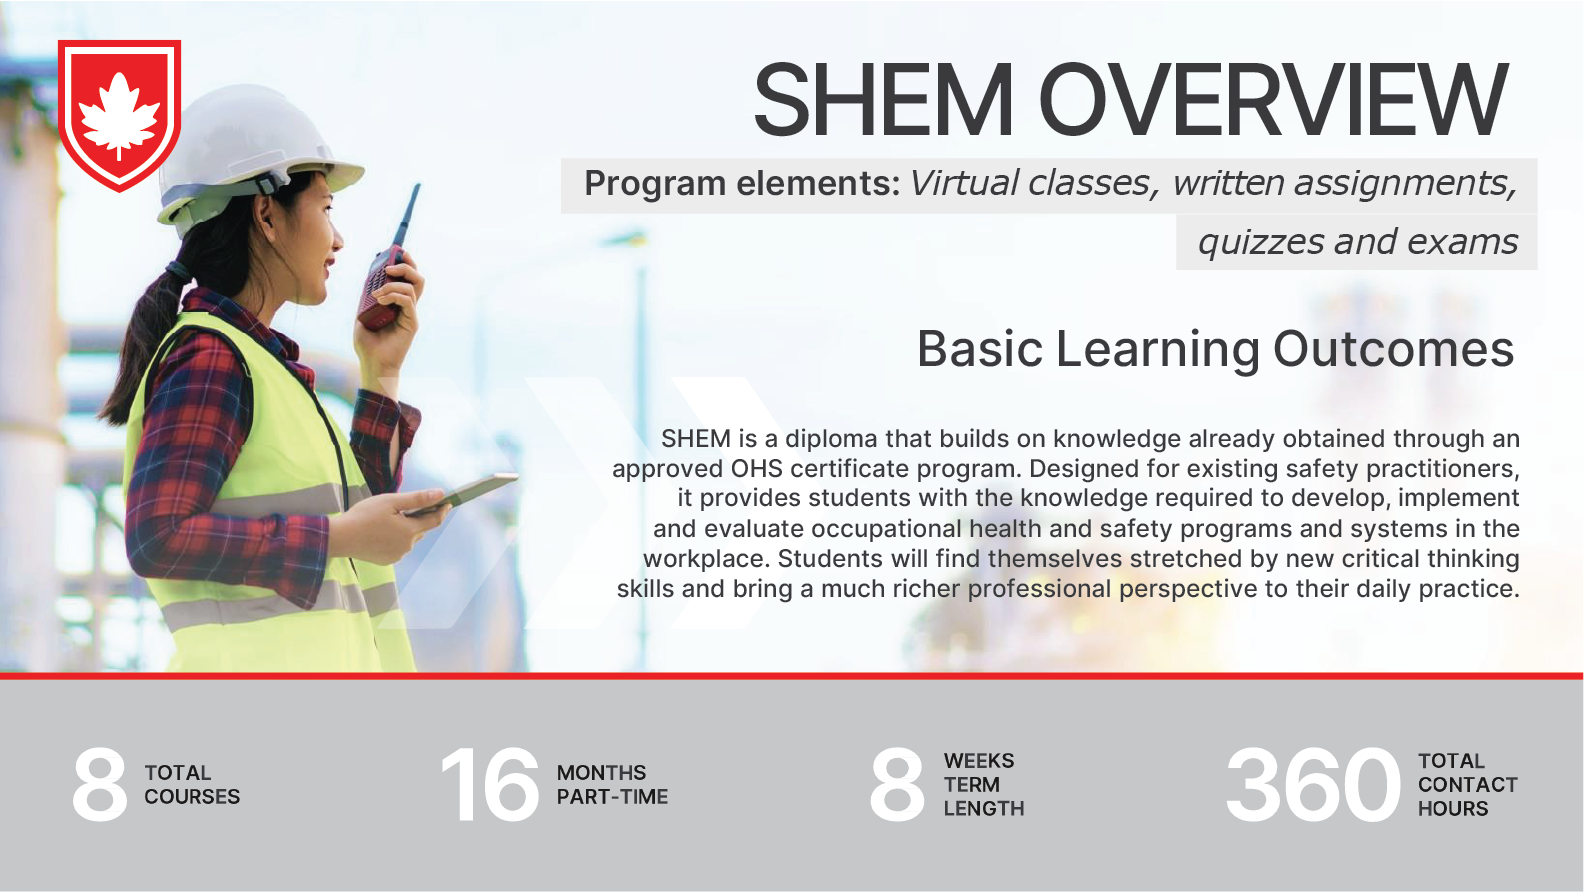 SHEM OVERVIEW
Program elements: Virtual classes, written assignments,
quizzes and exams
Basic Learning Outcomes
SHEM is a diploma that builds on knowledge already obtained through an
approved OHS certificate program. Designed for existing safety practitioners,
it provides students with the knowledge required to develop, implement
and evaluate occupational health and safety programs and systems in the
workplace. Students will find themselves stretched by new critical thinking
skills and bring a much richer professional perspective to their daily practice.
8 TOTAL
COURSES
16 MONTHS
PART-TIME
8 WEEKS
TERM
LENGTH
360 TOTAL
CONTACT
HOURS